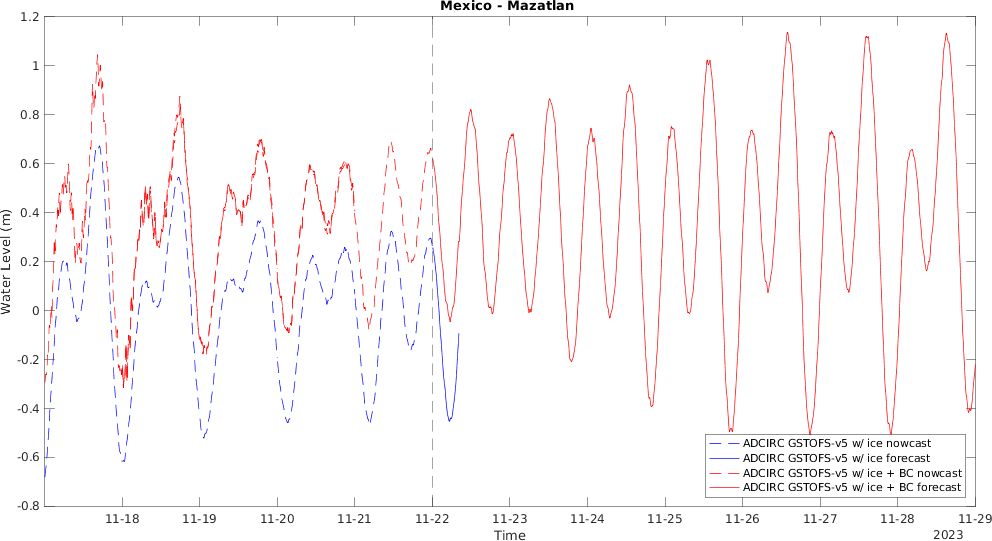 Mexico - Mazatlan
1.2
1
0.8
0.6
0.4
0.2
0
-0.2
-0.4
-0.6
-0.8
Water Level (m)
ADCIRC GSTOFS-v5 w/ ice nowcast
ADCIRC GSTOFS-v5 w/ ice forecast
ADCIRC GSTOFS-v5 w/ ice + BC nowcast
ADCIRC GSTOFS-v5 w/ ice + BC forecast
11-18 11-19 11-20 11-21 11-22 11-23 11-24 11-25 11-26 11-27 11-28 11-29
Time
2023